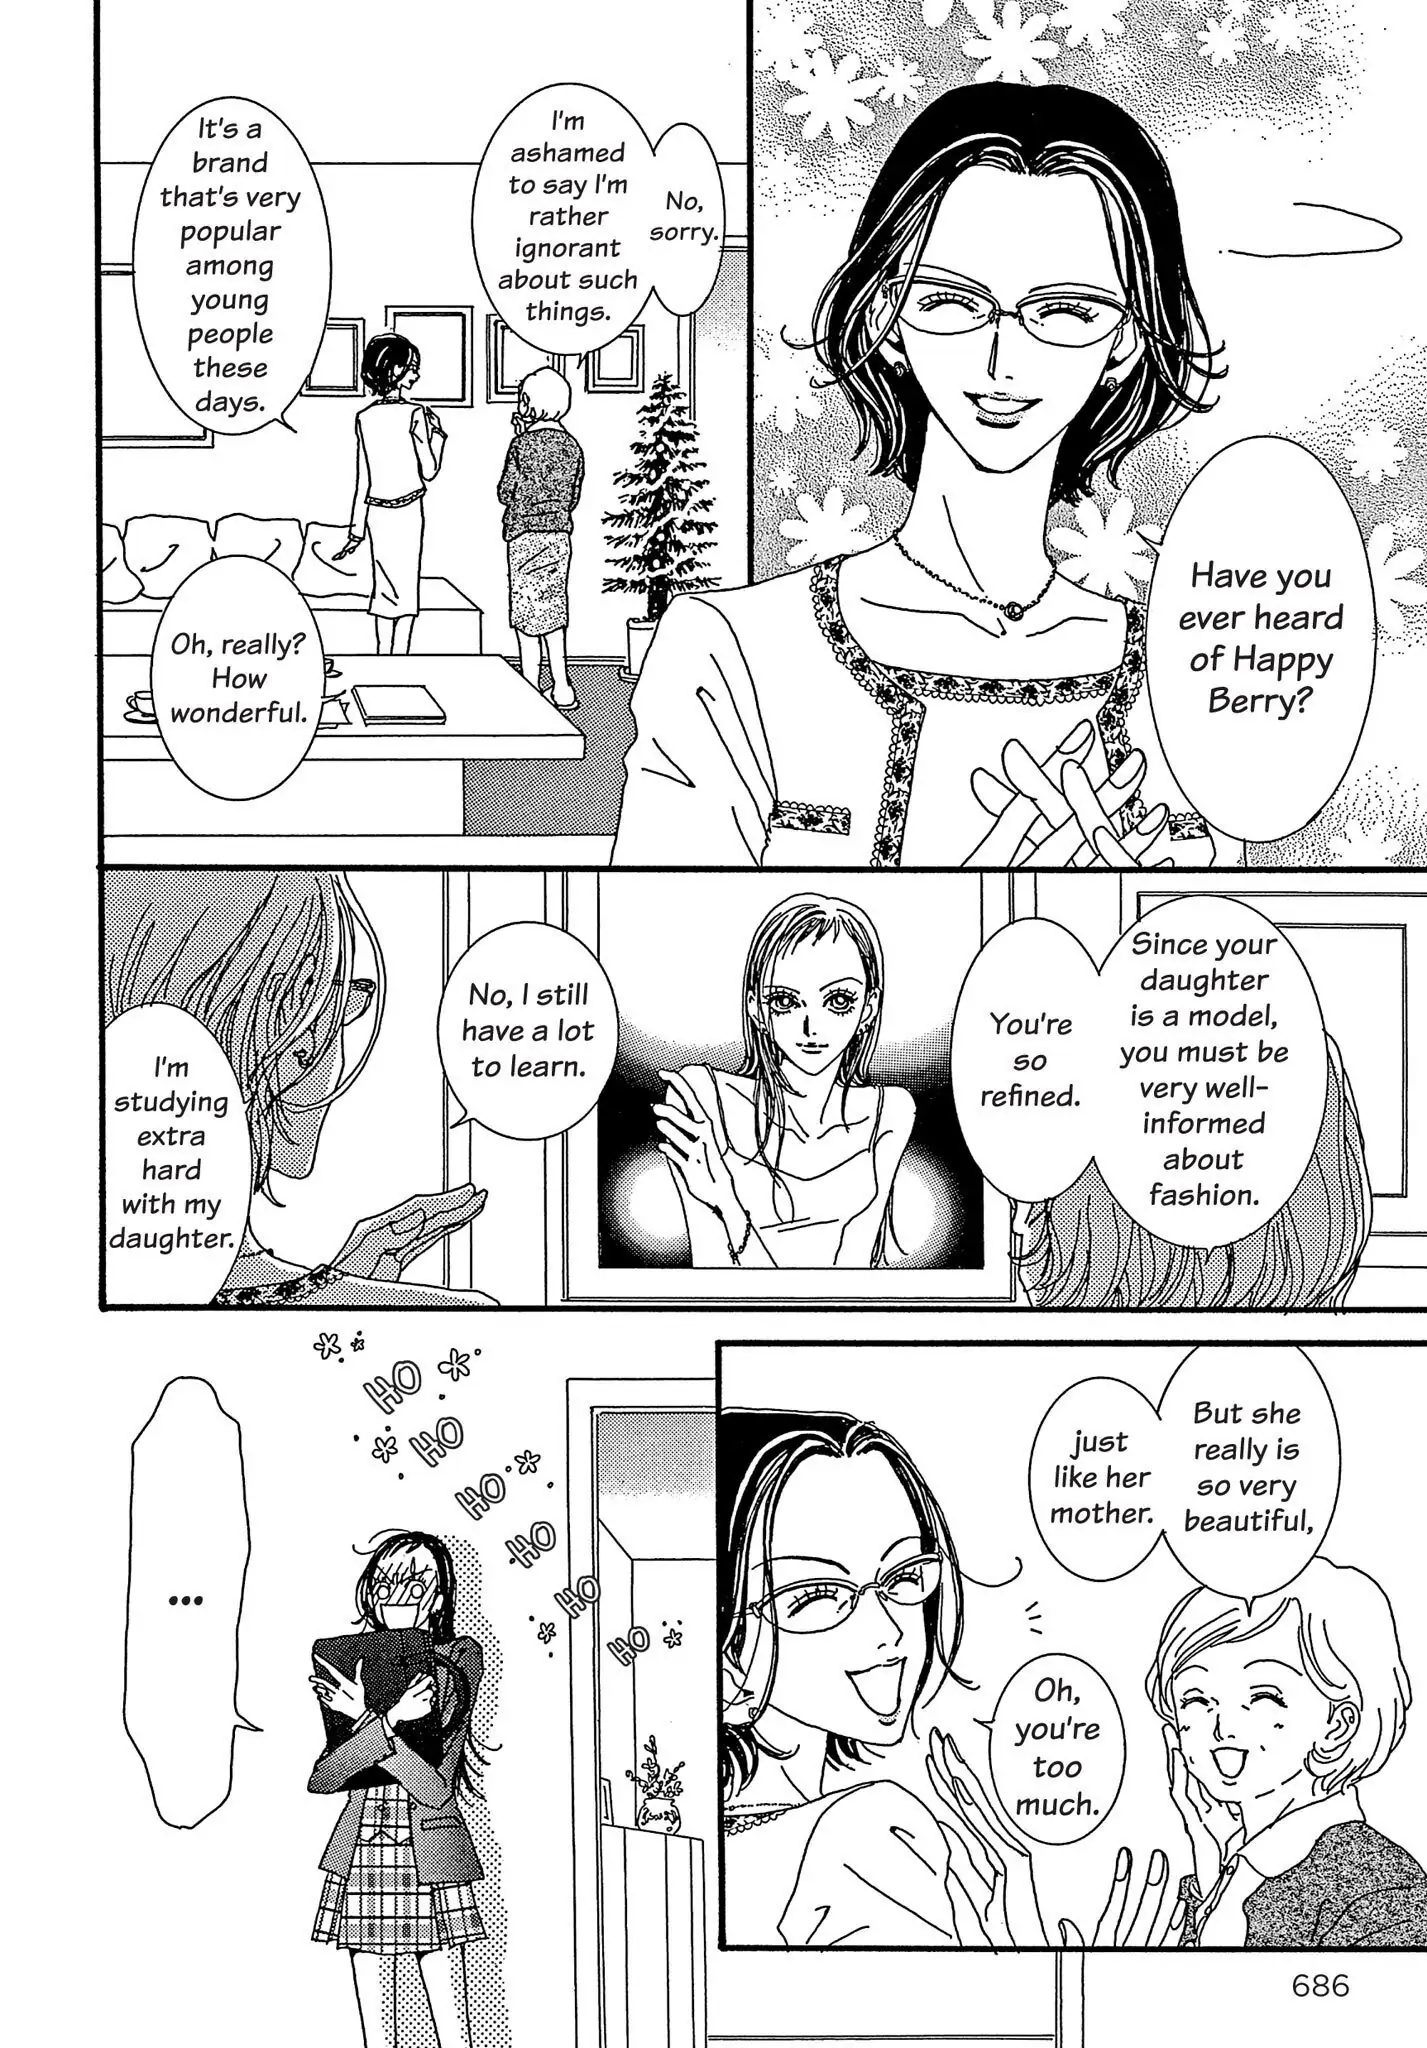 Have you
ever heard
of Happy
Berry?
No,
sorry.
I'm
ashamed
to say I'm
rather
ignorant
about such
things.
It's a
brand
that's very
popular
among
young
people
these
days.
Oh, really?
How
wonderful.
Since your
daughter
is a model,
you must be
very well-
informed
about
fashion.
You're
so
refined.
No, I still
have a lot
to learn.
I'm
studying
extra
hard
with my
daughter.
But she
really is
so very
beautiful,
just
like her
mother.
Oh,
you're
too
much.
HO
HO
HO
HO
HO
HO
...
686